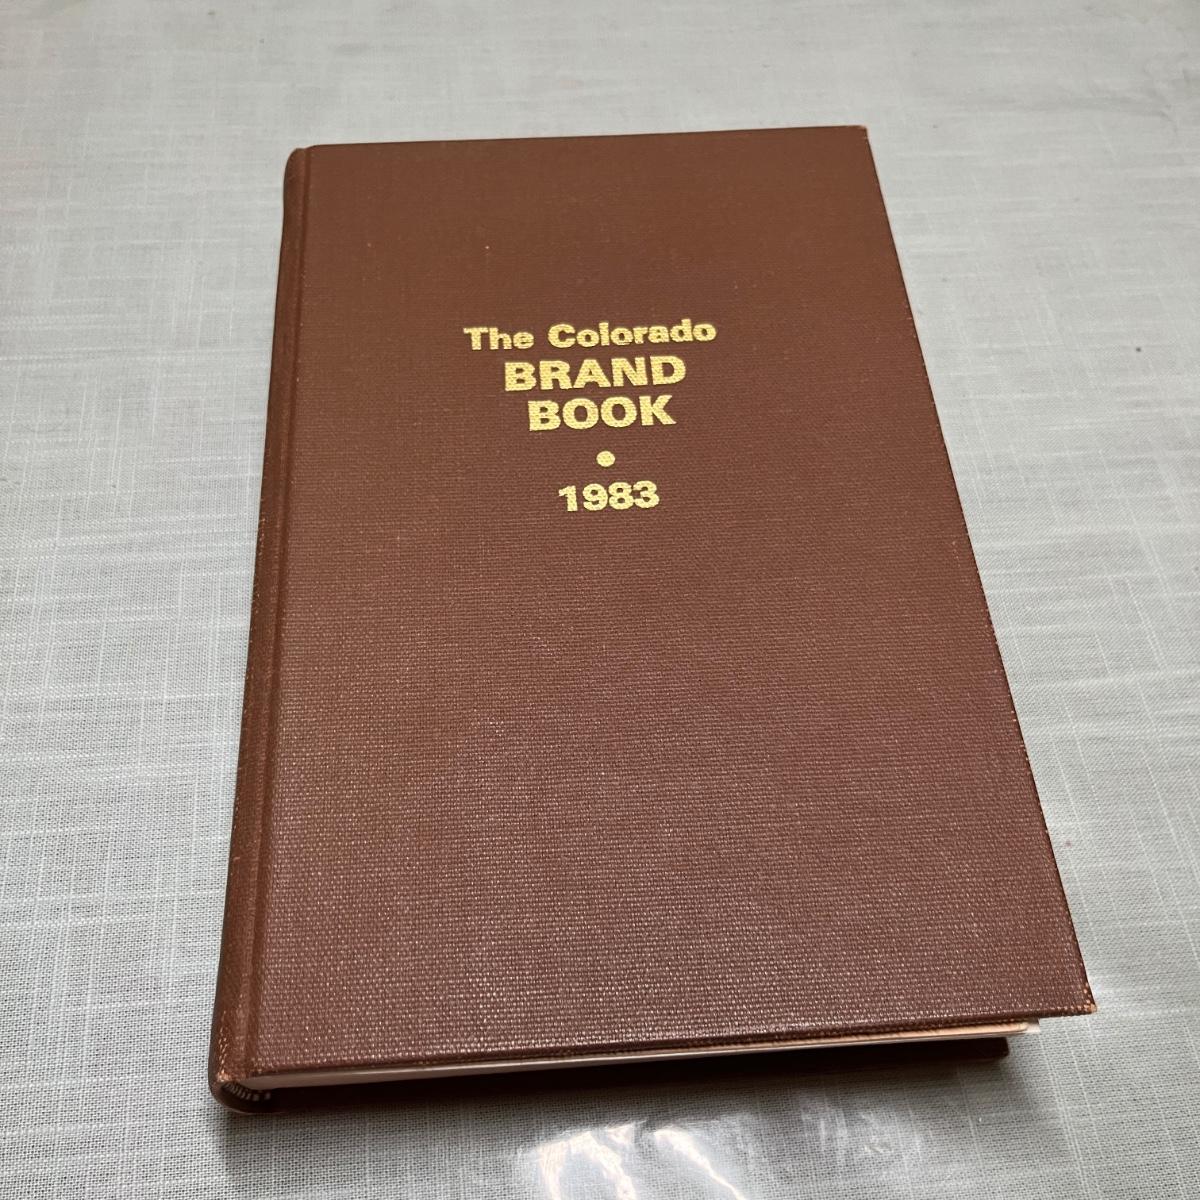 The Colorado
BRAND
BOOK
•
1983